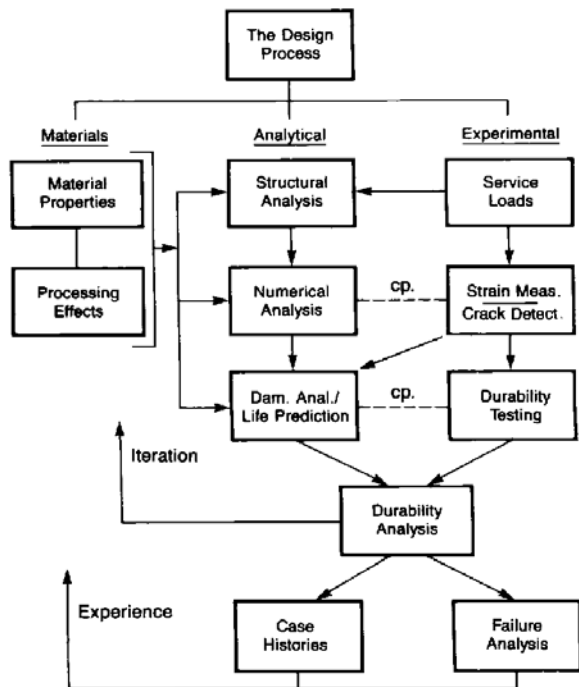 The Design
Process
Materials
Analytical
Experimental
Material
Properties
Structural
Analysis
Service
Loads
Processing
Effects
Numerical
Analysis
cp.
Strain Meas.
Crack Detect.
Dam. Anal./
Life Prediction
cp.
Durability
Testing
Iteration
Durability
Analysis
Experience
Case
Histories
Failure
Analysis